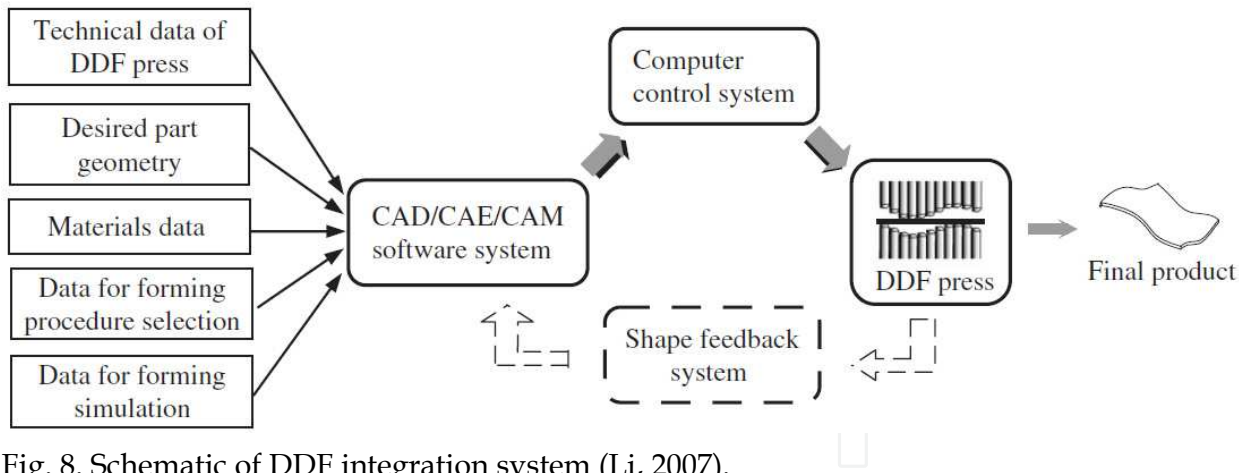 Technical data of
DDF press
Desired part
geometry
Materials data
Data for forming
procedure selection
Data for forming
simulation
CAD/CAE/CAM
software system
Computer
control system
DDF press
Final product
Shape feedback
system
Fig. 8. Schematic of DDF integration system (Li, 2007).